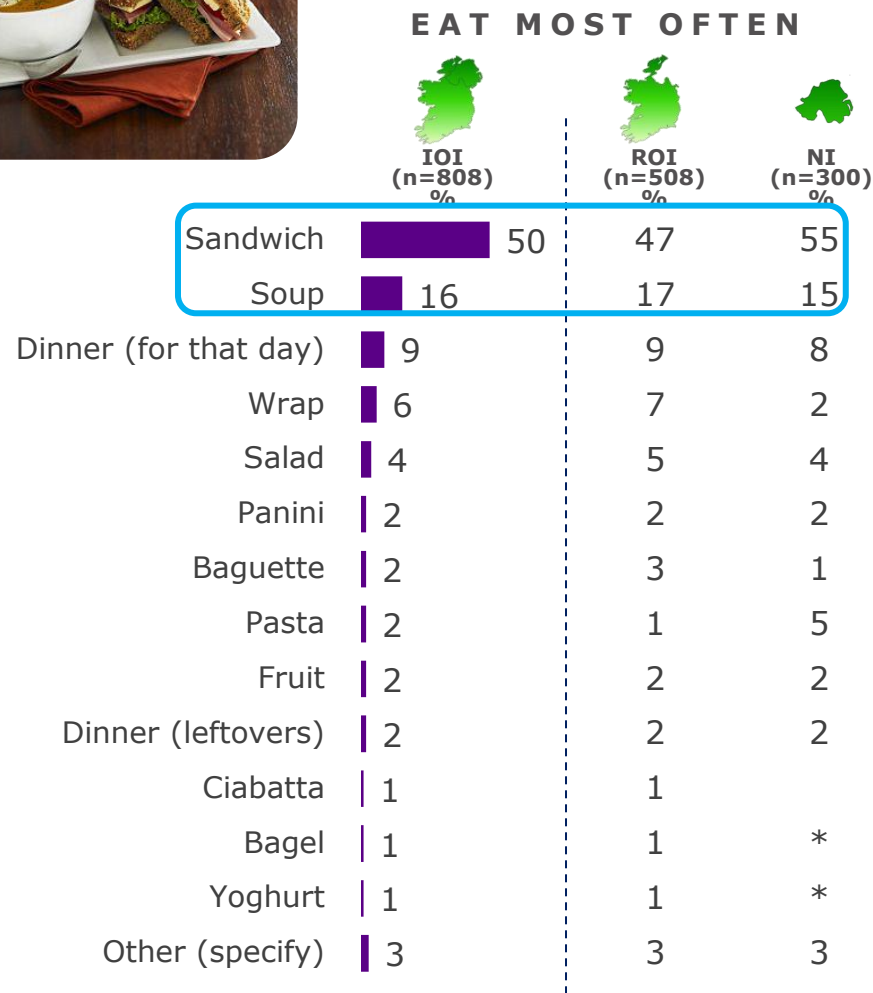 EAT MOST OFTEN
IOI ROI NI
(n=808) (n=508) (n=300)
% % %
Sandwich 50 47 55
Soup 16 17 15
Dinner (for that day) 9 9 8
Wrap 6 7 2
Salad 4 5 4
Panini 2 2 2
Baguette 2 3 1
Pasta 2 1 5
Fruit 2 2 2
Dinner (leftovers) 2 2 2
Ciabatta 1 1
Bagel 1 1 *
Yoghurt 1 1 *
Other (specify) 3 3 3